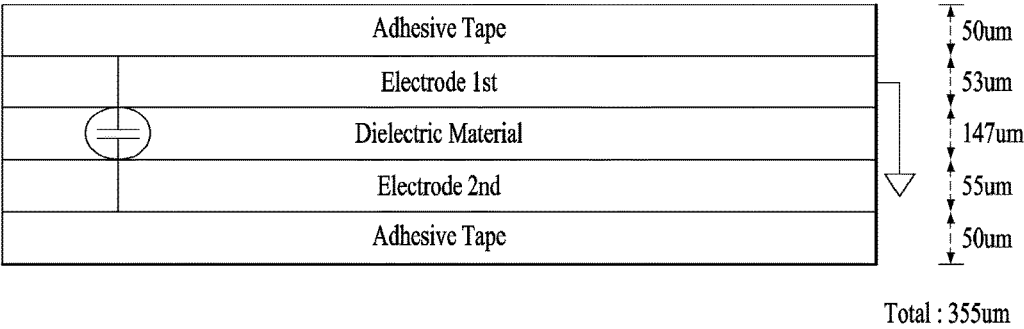 Adhesive Tape 50um
Electrode 1st 53um
Dielectric Material 147um
Electrode 2nd 55um
Adhesive Tape 50um
Total : 355um